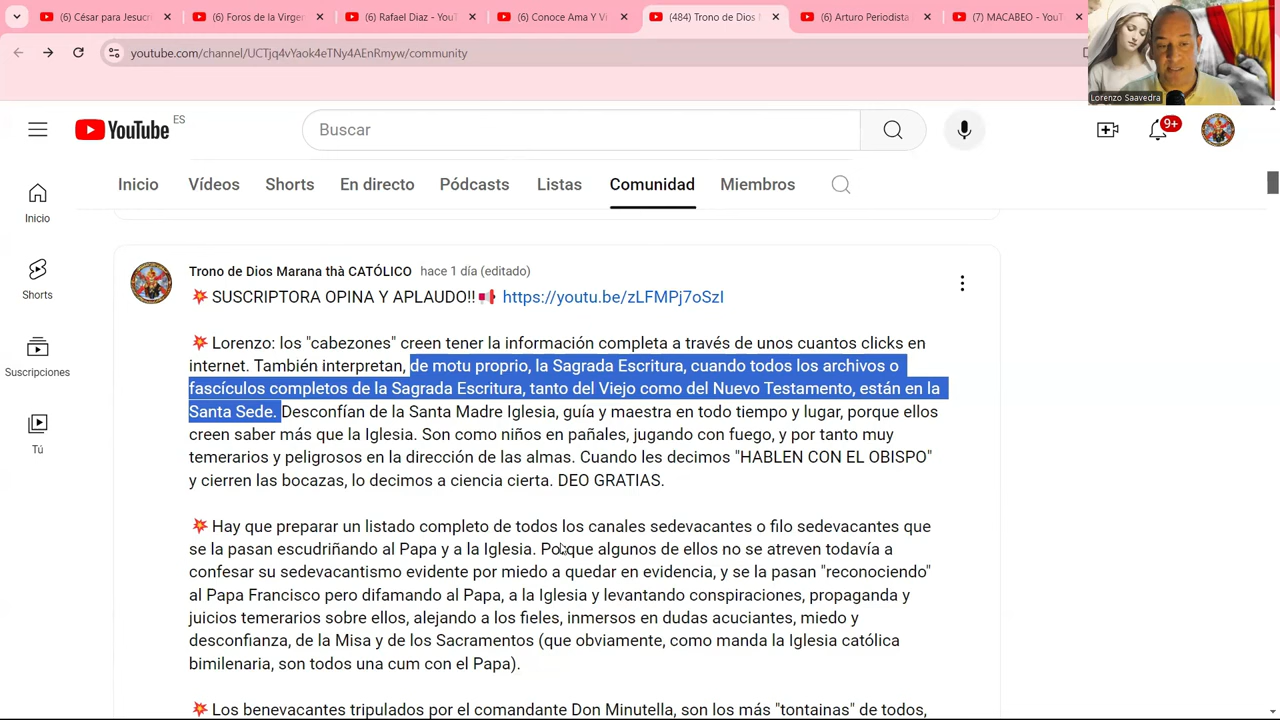 (6) César para Jesucr
(6) Foros de la Virger
(6) Rafael Diaz - YouT
(6) Conoce Ama Y Vi
(484) Trono de Dios M
(6) Arturo Periodista
(7) MACABEO - YouT
youtube.com/channel/UCTjq4vYaok4eTNy4AEnRmyw/community
Lorenzo Saavedra
YouTube ES
Buscar
9+
Inicio Vídeos Shorts En directo Pódcasts Listas Comunidad Miembros
Inicio
Shorts
Suscripciones
Tú
Trono de Dios Marana thà CATÓLICO hace 1 día (editado)
💥 SUSCRIPTORA OPINA Y APLAUDO!!📢 https://youtu.be/zLFMPj7oSzI
💥 Lorenzo: los "cabezones" creen tener la información completa a través de unos cuantos clicks en
internet. También interpretan, de motu proprio, la Sagrada Escritura, cuando todos los archivos o
fascículos completos de la Sagrada Escritura, tanto del Viejo como del Nuevo Testamento, están en la
Santa Sede. Desconfían de la Santa Madre Iglesia, guía y maestra en todo tiempo y lugar, porque ellos
creen saber más que la Iglesia. Son como niños en pañales, jugando con fuego, y por tanto muy
temerarios y peligrosos en la dirección de las almas. Cuando les decimos "HABLEN CON EL OBISPO"
y cierren las bocazas, lo decimos a ciencia cierta. DEO GRATIAS.
💥 Hay que preparar un listado completo de todos los canales sedevacantes o filo sedevacantes que
se la pasan escudriñando al Papa y a la Iglesia. Porque algunos de ellos no se atreven todavía a
confesar su sedevacantismo evidente por miedo a quedar en evidencia, y se la pasan "reconociendo"
al Papa Francisco pero difamando al Papa, a la Iglesia y levantando conspiraciones, propaganda y
juicios temerarios sobre ellos, alejando a los fieles, inmersos en dudas acuciantes, miedo y
desconfianza, de la Misa y de los Sacramentos (que obviamente, como manda la Iglesia católica
bimilenaria, son todos una cum con el Papa).
💥 Los benevacantes tripulados por el comandante Don Minutella, son los más "tontainas" de todos,